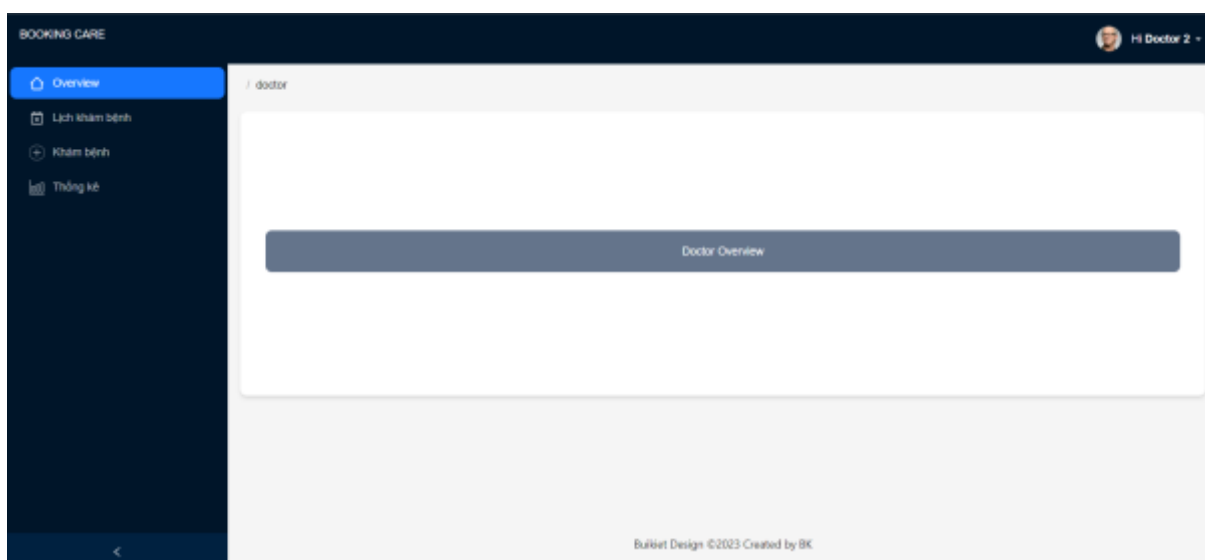 BOOKING CARE
Hi Doctor 2
Overview
/ doctor
Lịch khám bệnh
Khám bệnh
Thống kê
Doctor Overview
Buikiet Design ©2023 Created by BK